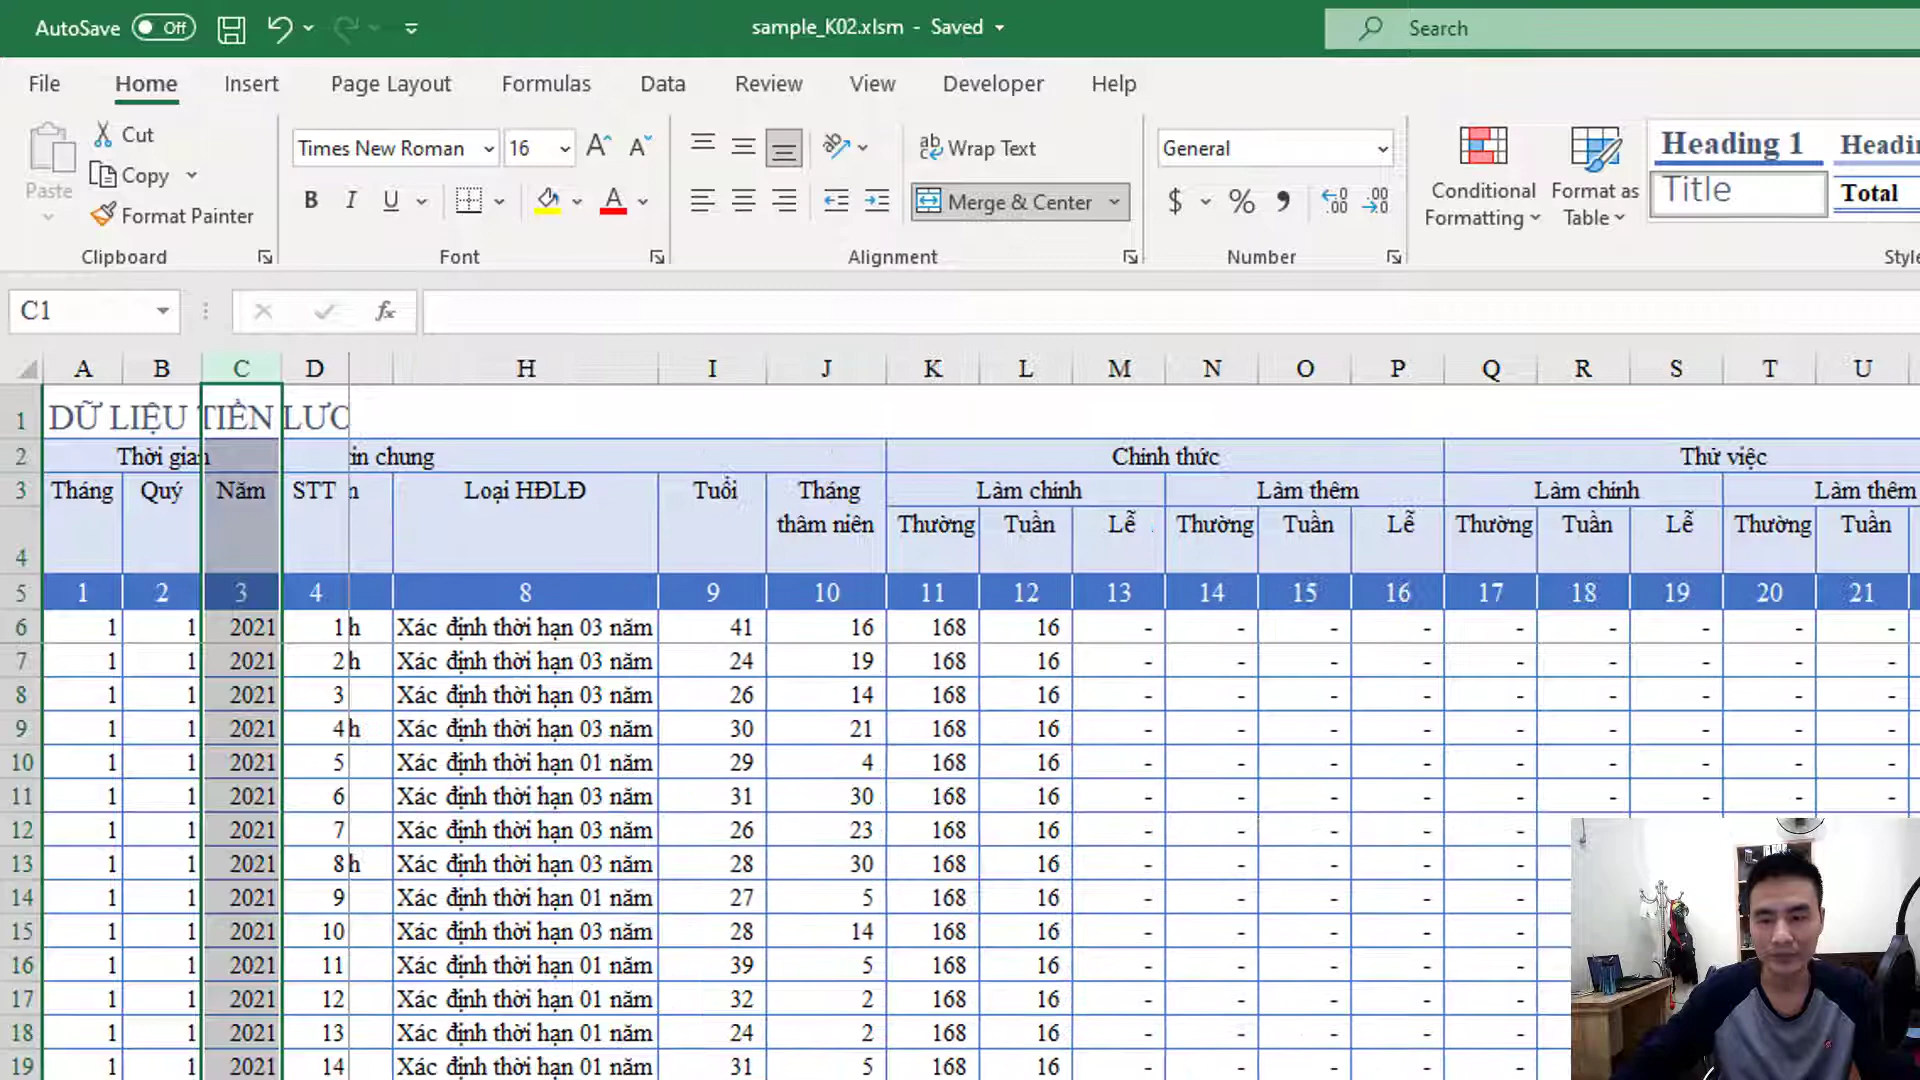 AutoSave Off sample_K02.xlsm - Saved Search
File Home Insert Page Layout Formulas Data Review View Developer Help
Paste Cut Copy Format Painter
Clipboard
Times New Roman 16 A A
B I U A
Font
ab Wrap Text
Merge & Center
Alignment
General
$ % 9 .00
Number
Conditional Formatting
Format as Table
Heading 1
Title
Total
C1 fx
A B C D H I J K L M N O P Q R S T U
1 DỮ LIỆU TIỀN
2 Thời gian in chung Chính thức Thử việc
3 Tháng Quý Năm STT n Loại HĐLĐ Tuổi Tháng Làm chính Làm thêm Làm chính Làm thêm
thâm niên Thường Tuần Lễ Thường Tuần Lễ Thường Tuần Lễ Thường Tuần
4
5 1 2 3 4 8 9 10 11 12 13 14 15 16 17 18 19 20 21
6 1 1 2021 1 h Xác định thời hạn 03 năm 41 16 168 16 - - - - - - - - -
7 1 1 2021 2 h Xác định thời hạn 03 năm 24 19 168 16 - - - - - - - - -
8 1 1 2021 3 Xác định thời hạn 03 năm 26 14 168 16 - - - - - - - - -
9 1 1 2021 4 h Xác định thời hạn 03 năm 30 21 168 16 - - - - - - - - -
10 1 1 2021 5 Xác định thời hạn 01 năm 29 4 168 16 - - - - - - - - -
11 1 1 2021 6 Xác định thời hạn 03 năm 31 30 168 16 - - - - - - - - -
12 1 1 2021 7 Xác định thời hạn 03 năm 26 23 168 16 - - - - -
13 1 1 2021 8 h Xác định thời hạn 03 năm 28 30 168 16 - - - - -
14 1 1 2021 9 Xác định thời hạn 01 năm 27 5 168 16 - - - - -
15 1 1 2021 10 Xác định thời hạn 03 năm 28 14 168 16 - - - - -
16 1 1 2021 11 Xác định thời hạn 01 năm 39 5 168 16 - - - - -
17 1 1 2021 12 Xác định thời hạn 01 năm 32 2 168 16 - - - - -
18 1 1 2021 13 Xác định thời hạn 01 năm 24 2 168 16 - - - - -
19 1 1 2021 14 Xác định thời hạn 01 năm 31 5 168 16 - - - - -